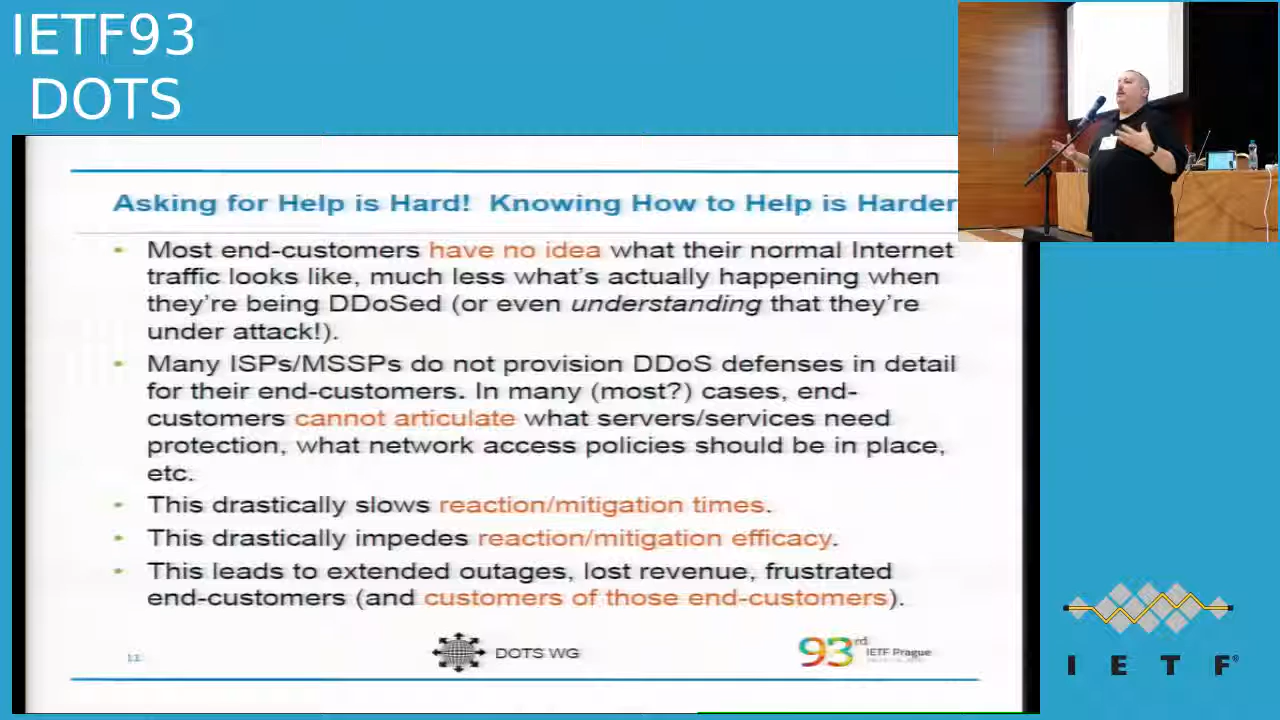 IETF93
DOTS
Asking for Help is Hard! Knowing How to Help is Harder
Most end-customers have no idea what their normal Internet
traffic looks like, much less what's actually happening when
they're being DDoSed (or even understanding that they're
under attack!).
Many ISPs/MSSPs do not provision DDoS defenses in detail
for their end-customers. In many (most?) cases, end-
customers cannot articulate what servers/services need
protection, what network access policies should be in place,
etc.
This drastically slows reaction/mitigation times.
This drastically impedes reaction/mitigation efficacy.
This leads to extended outages, lost revenue, frustrated
end-customers (and customers of those end-customers).
DOTS WG
93rd
IETF Prague
IETF®